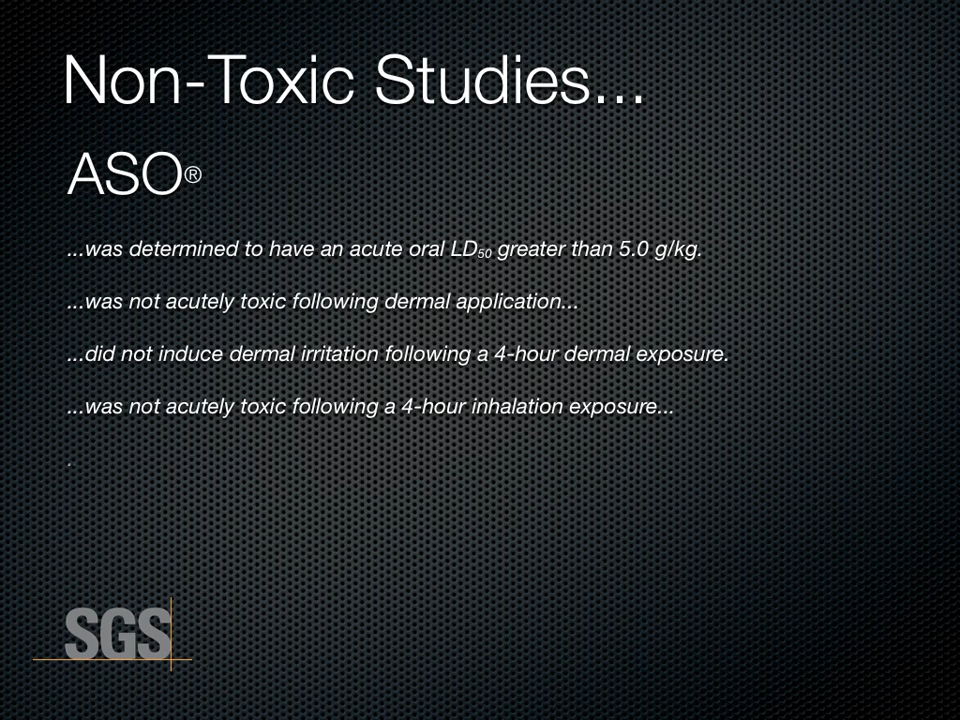 Non-Toxic Studies...
ASO®
...was determined to have an acute oral LD50 greater than 5.0 g/kg.
...was not acutely toxic following dermal application...
...did not induce dermal irritation following a 4-hour dermal exposure.
...was not acutely toxic following a 4-hour inhalation exposure...
.
SGS